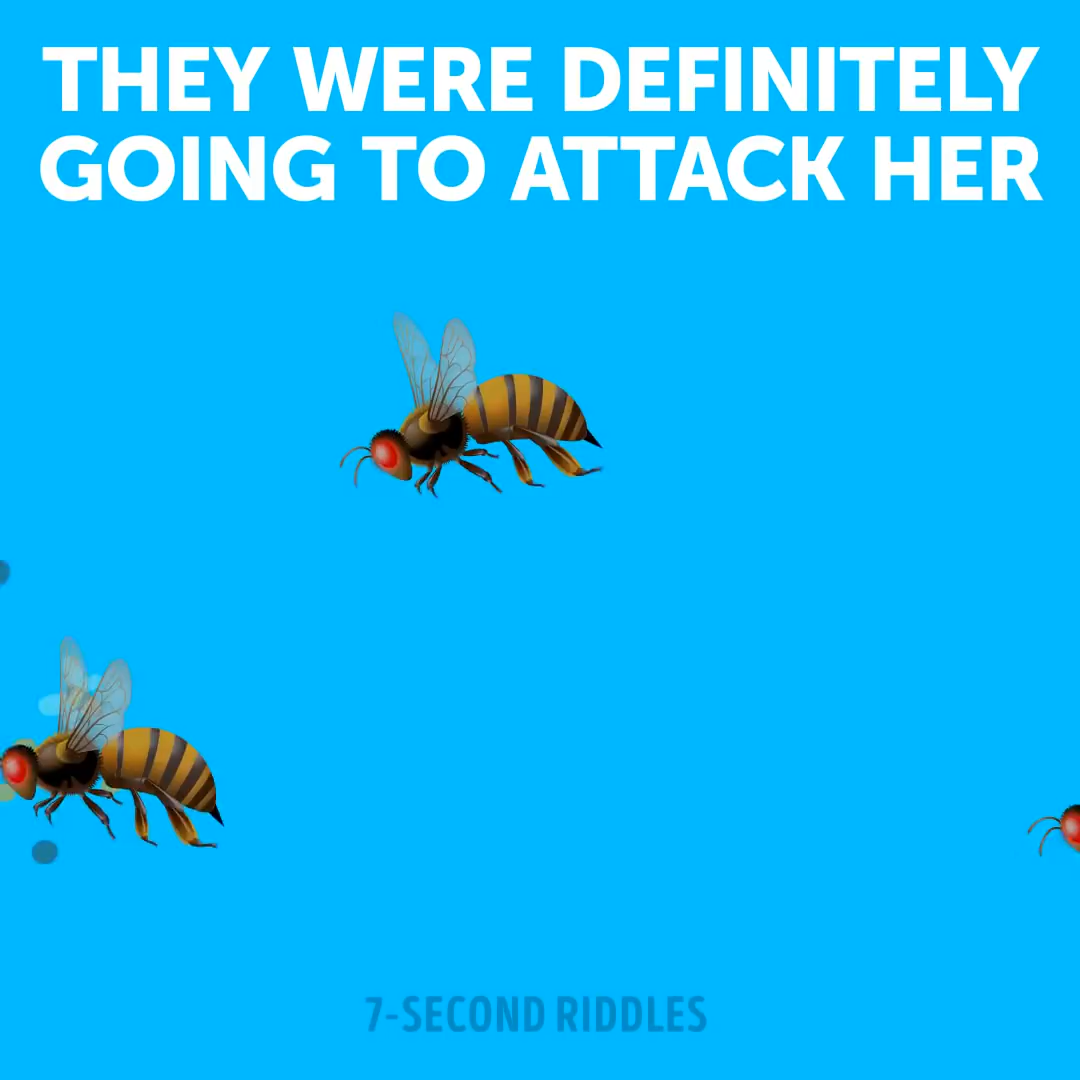 THEY WERE DEFINITELY
GOING TO ATTACK HER
7-SECOND RIDDLES